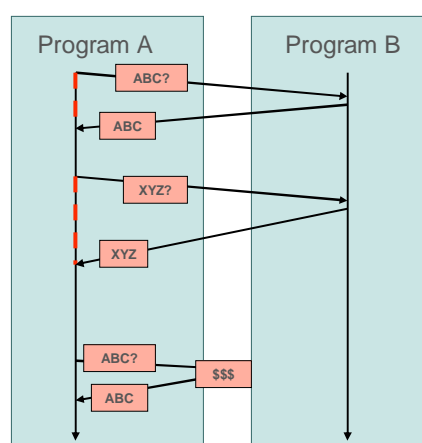 Program A
Program B
ABC?
ABC
XYZ?
XYZ
ABC?
$$$
ABC